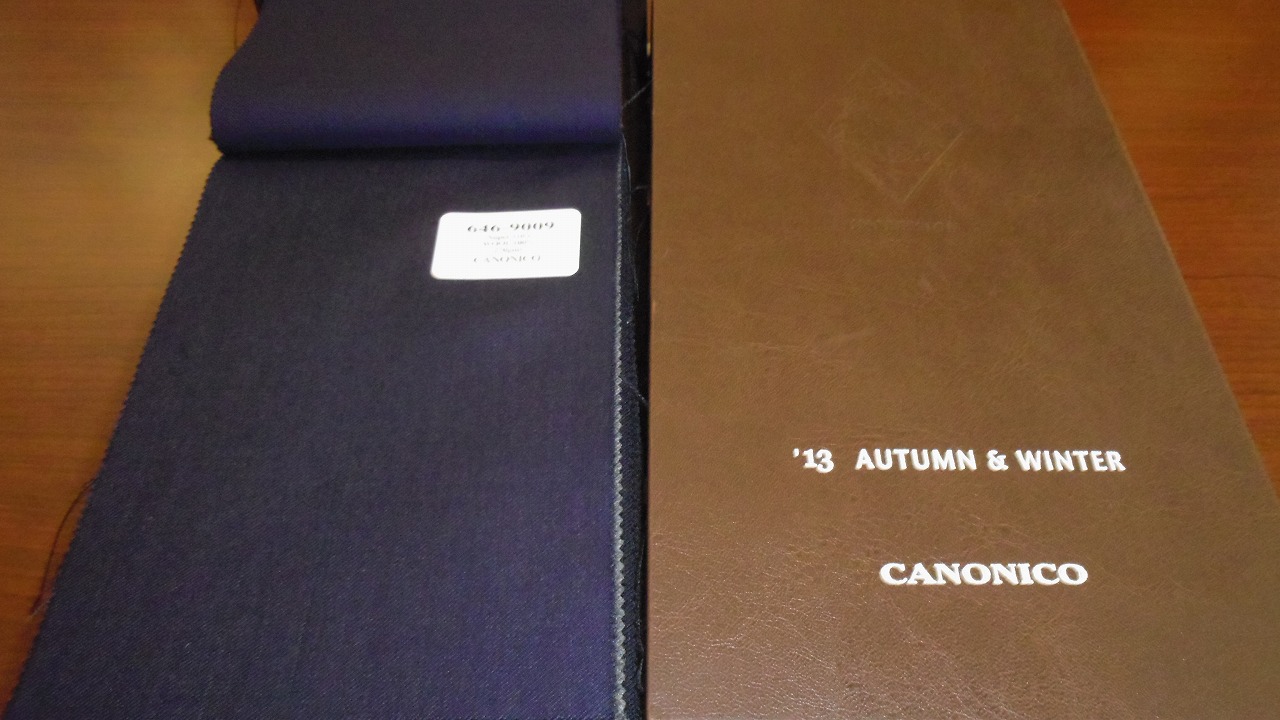 646-9009
CANONICO
'13 AUTUMN & WINTER
CANONICO